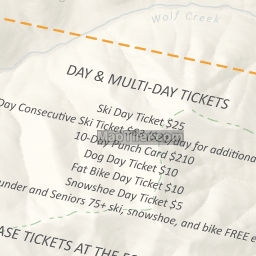 Wolf Creek
DAY & MULTI-DAY TICKETS
Ski Day Ticket $25
Day Consecutive Ski Ticket day for additional
10-Day Punch Card $210
Dog Day Ticket $10
Fat Bike Day Ticket $10
Snowshoe Day Ticket $5
under and Seniors 75+ ski, snowshoe, and bike FREE
TICKETS AT THE